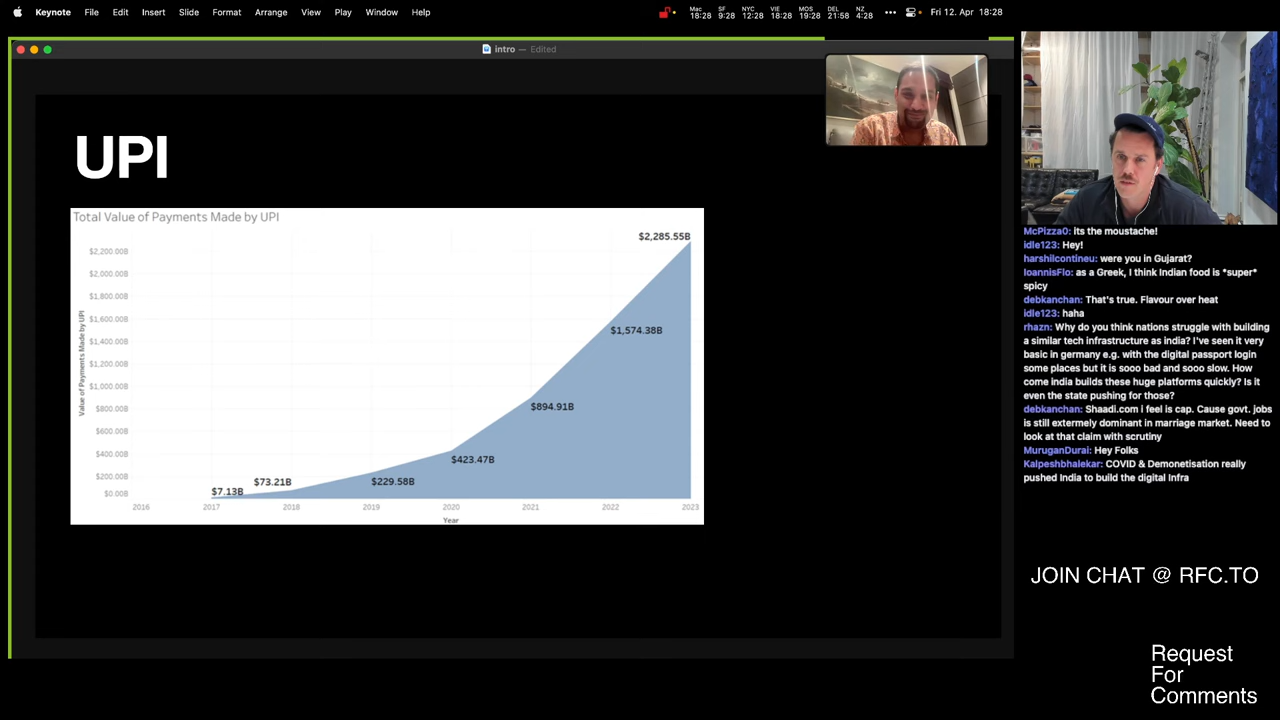 Keynote File Edit Insert Slide Format Arrange View Play Window Help
Mac SF NYC VIE MOS DEL NZ
18:28 9:28 12:28 18:28 19:28 21:58 4:28
Fri 12. Apr 18:28
intro — Edited
UPI
Total Value of Payments Made by UPI
Value of Payments Made by UPI
$2,200.00B
$2,000.00B
$1,800.00B
$1,600.00B
$1,400.00B
$1,200.00B
$1,000.00B
$800.00B
$600.00B
$400.00B
$200.00B
$0.00B
$7.13B
$73.21B
$229.58B
$423.47B
$894.91B
$1,574.38B
$2,285.55B
2016 2017 2018 2019 2020 2021 2022 2023
Year
McPizza0: its the moustache!
idle123: Hey!
harshilcontineu: were you in Gujarat?
IoannisFlo: as a Greek, I think Indian food is *super*
spicy
debkanchan: That's true. Flavour over heat
idle123: haha
rhazn: Why do you think nations struggle with building
a similar tech infrastructure as india? I've seen it very
basic in germany e.g. with the digital passport login
some places but it is sooo bad and sooo slow. How
come india builds these huge platforms quickly? Is it
even the state pushing for those?
debkanchan: Shaadi.com i feel is cap. Cause govt. jobs
is still extermely dominant in marriage market. Need to
look at that claim with scrutiny
MuruganDurai: Hey Folks
Kalpeshbhalekar: COVID & Demonetisation really
pushed India to build the digital Infra
JOIN CHAT @ RFC.TO
Request
For
Comments